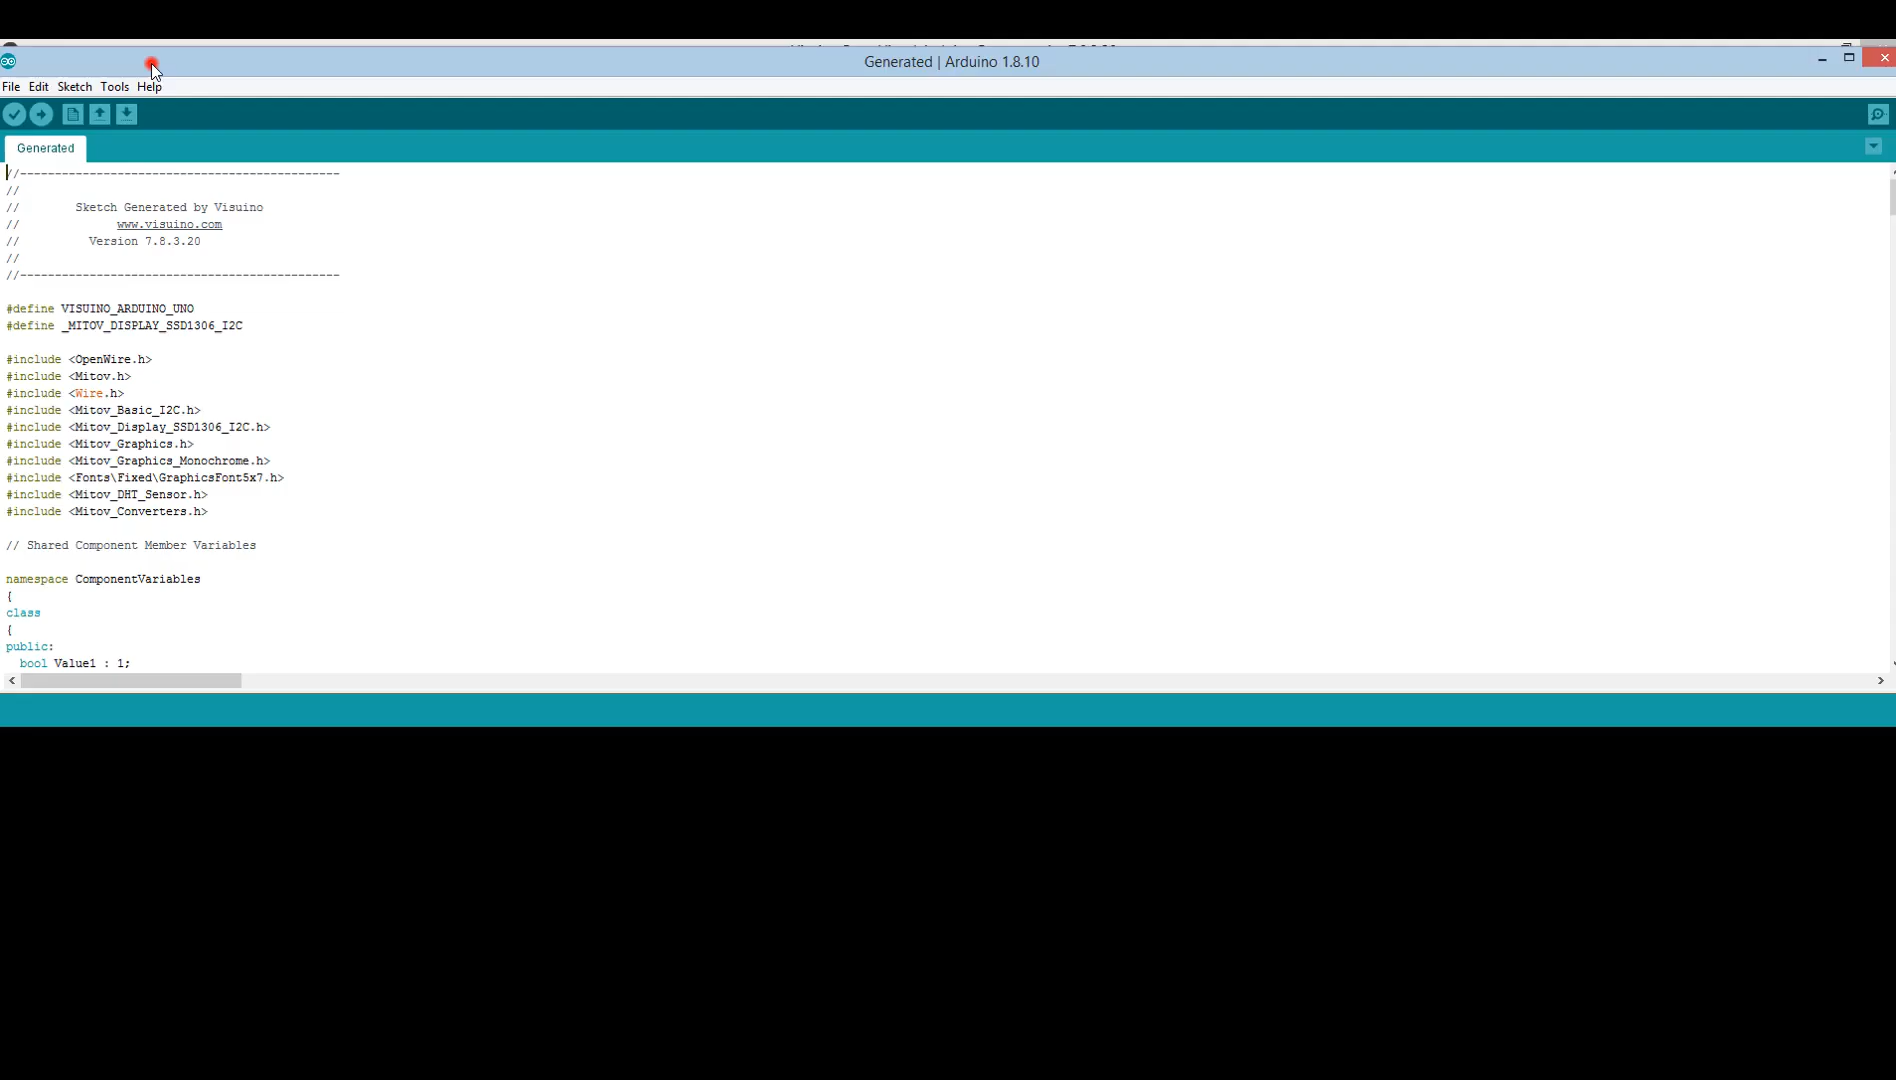 Generated | Arduino 1.8.10
File Edit Sketch Tools Help
Generated
//----------------------------------------------
//
// Sketch Generated by Visuino
// www.visuino.com
// Version 7.8.3.20
//
//----------------------------------------------
#define VISUINO_ARDUINO_UNO
#define _MITOV_DISPLAY_SSD1306_I2C
#include <OpenWire.h>
#include <Mitov.h>
#include <Wire.h>
#include <Mitov_Basic_I2C.h>
#include <Mitov_Display_SSD1306_I2C.h>
#include <Mitov_Graphics.h>
#include <Mitov_Graphics_Monochrome.h>
#include <Fonts\Fixed\GraphicsFont5x7.h>
#include <Mitov_DHT_Sensor.h>
#include <Mitov_Converters.h>
// Shared Component Member Variables
namespace ComponentVariables
{
class
{
public:
bool Value1 : 1;